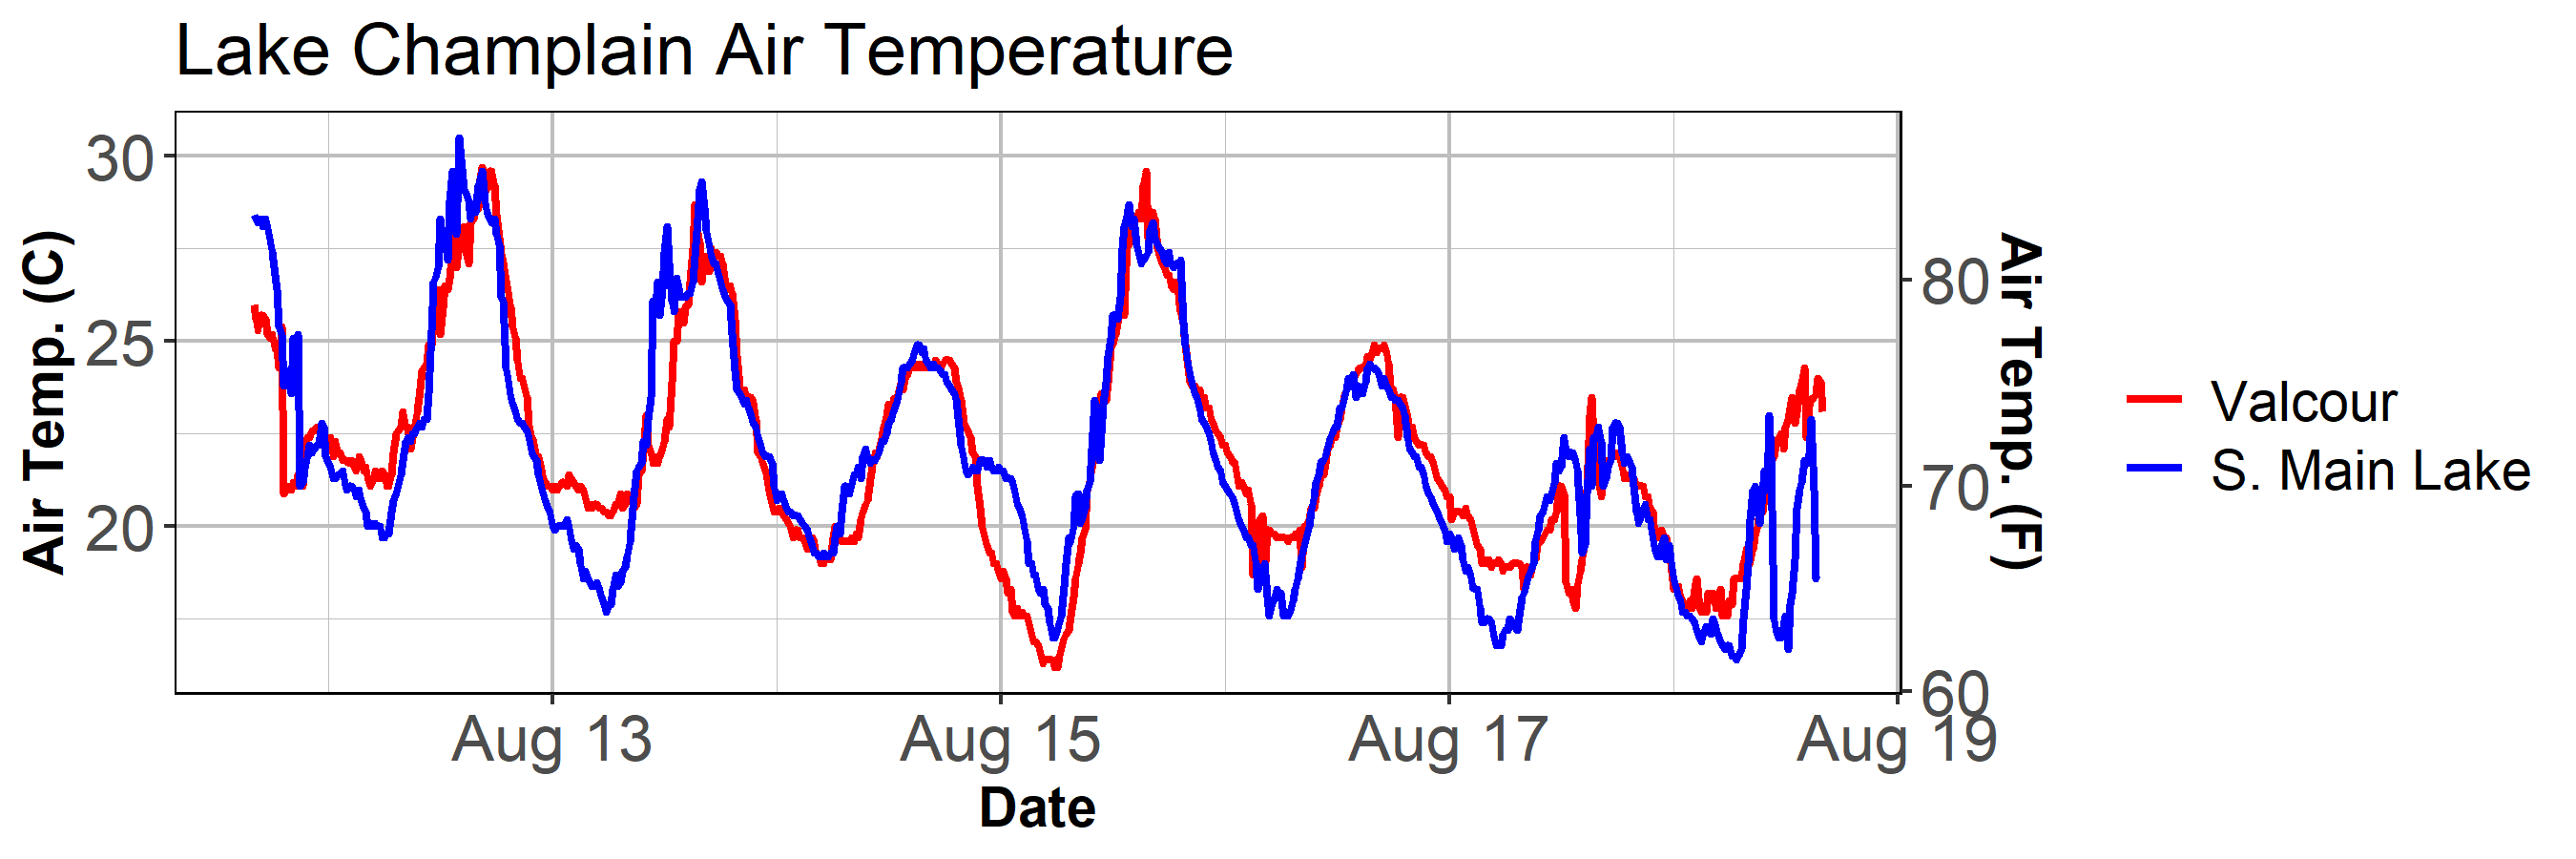 Lake Champlain Air Temperature
Air Temp. (C)
30
25
20
80
70
60
Air Temp. (F)
Valcour
S. Main Lake
Aug 13
Aug 15
Aug 17
Aug 19
Date